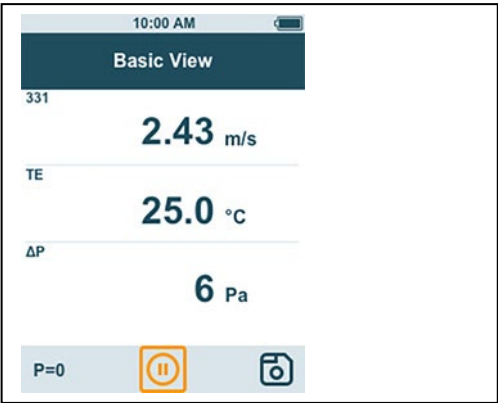 10:00 AM
Basic View
331
2.43 m/s
TE
25.0 °C
ΔP
6 Pa
P=0